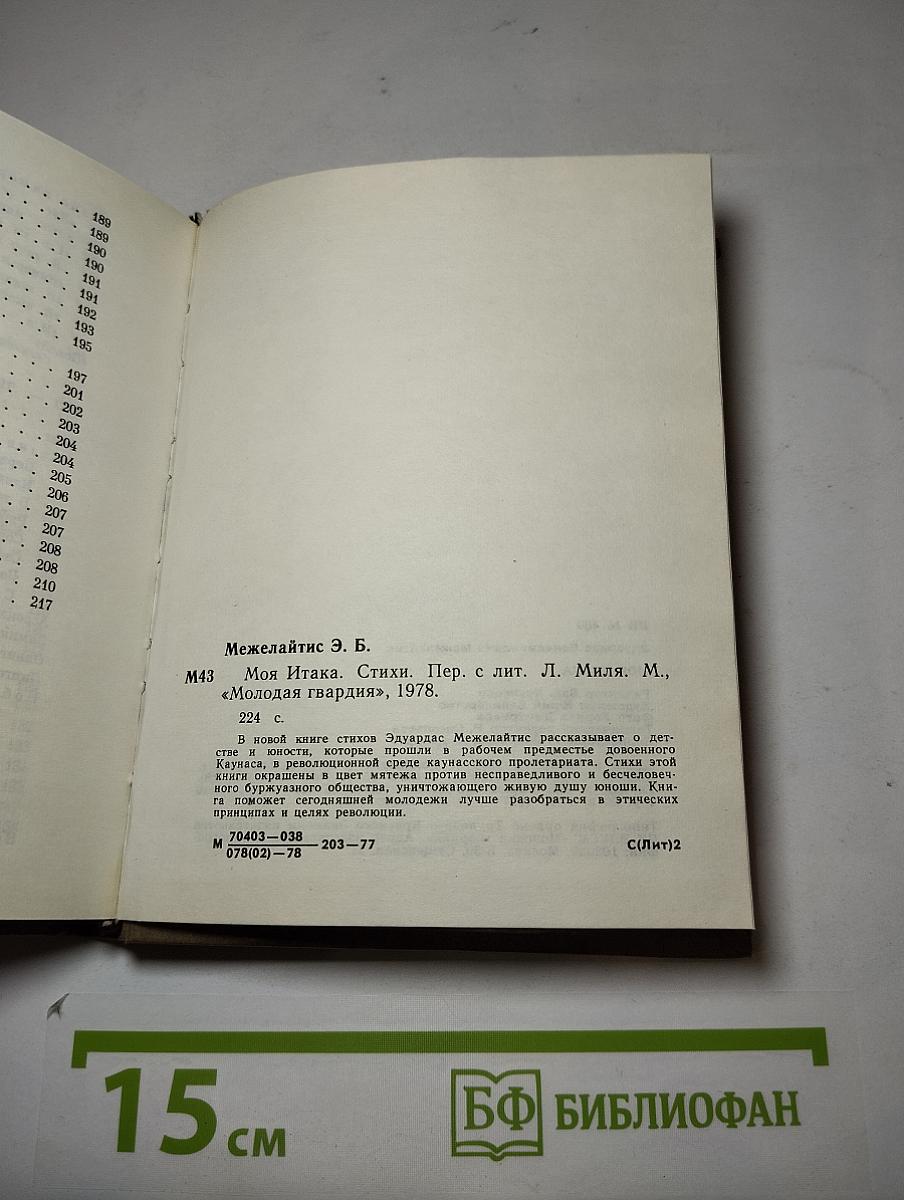 189
189
190
190
191
191
192
193
195
197
201
202
203
204
204
205
206
207
207
208
208
210
217
Межелайтис Э. Б.
М43 Моя Итака. Стихи. Пер. с лит. Л. Миля. М.,
«Молодая гвардия», 1978.
224 с.
В новой книге стихов Эдуардас Межелайтис рассказывает о дет-
стве и юности, которые прошли в рабочем предместье довоенного
Каунаса, в революционной среде каунасского пролетариата. Стихи этой
книги окрашены в цвет мятежа против несправедливого и бесчеловеч-
ного буржуазного общества, уничтожающего живую душу юноши. Кни-
га поможет сегодняшней молодежи лучше разобраться в этических
принципах и целях революции.
М 70403—038
078(02)—78 —203—77 С(Лит)2
15 см
БФ БИБЛИОФАН